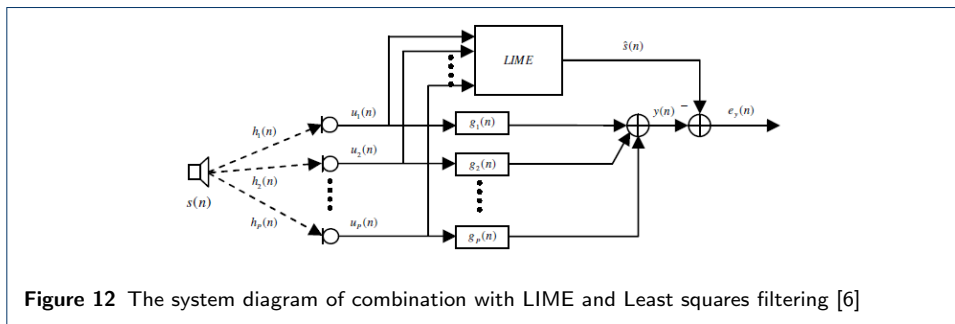 LIME
ŝ(n)
u₁(n)
g₁(n)
y(n)
−
eᵧ(n)
h₁(n)
u₂(n)
g₂(n)
h₂(n)
s(n)
hₚ(n)
uₚ(n)
gₚ(n)
Figure 12 The system diagram of combination with LIME and Least squares filtering [6]